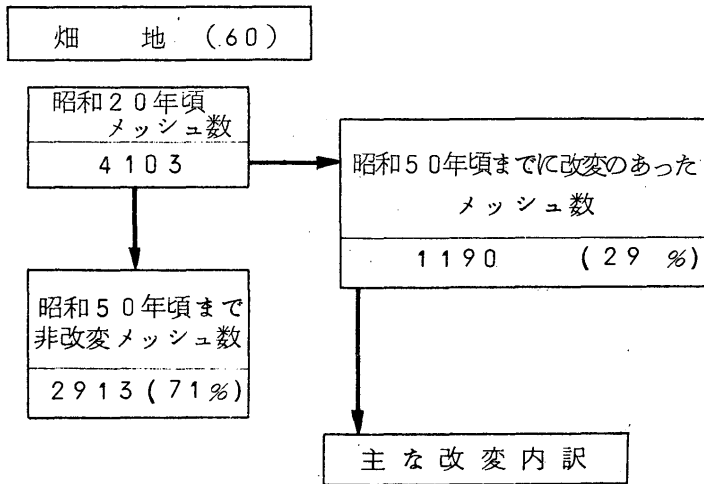 畑 地 (60)
昭和20年頃
メッシュ数
4103
昭和50年頃までに改変のあった
メッシュ数
1190 (29 %)
昭和50年頃まで
非改変メッシュ数
2913(71%)
主な改変内訳